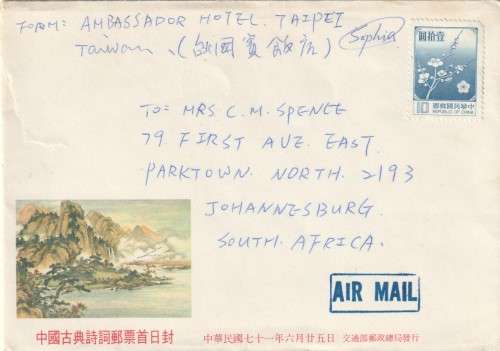 FORM: AMBASSADOR HOTEL. TAIPEI
Taiwan. (國賓飯店)
Sophia
壹拾圓
10
中華民國郵票
REPUBLIC OF CHINA
TO: MRS C. M. SPENCE
79 FIRST AVE. EAST.
PARKTOWN NORTH. 2193
JOHANNESBURG.
SOUTH. AFRICA.
AIR MAIL
中國古典詩詞郵票首日封
中華民國七十一年六月廿五日 交通部郵政總局發行